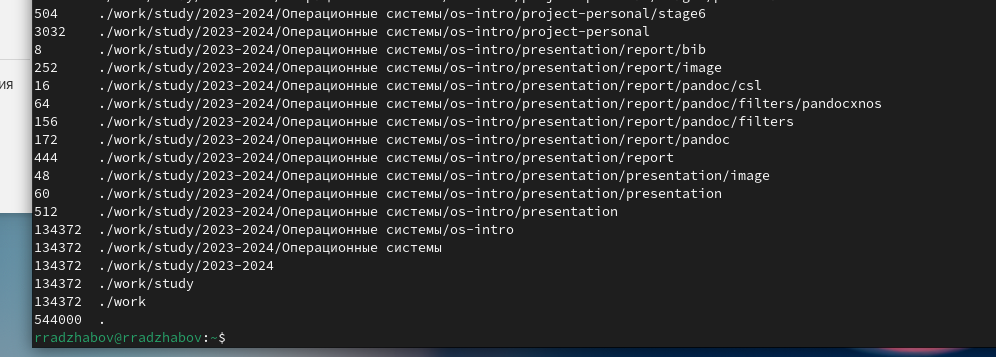 504 ./work/study/2023-2024/Операционные системы/os-intro/project-personal/stage6
3032 ./work/study/2023-2024/Операционные системы/os-intro/project-personal
8 ./work/study/2023-2024/Операционные системы/os-intro/presentation/report/bib
252 ./work/study/2023-2024/Операционные системы/os-intro/presentation/report/image
ия
16 ./work/study/2023-2024/Операционные системы/os-intro/presentation/report/pandoc/csl
64 ./work/study/2023-2024/Операционные системы/os-intro/presentation/report/pandoc/filters/pandocxnos
156 ./work/study/2023-2024/Операционные системы/os-intro/presentation/report/pandoc/filters
172 ./work/study/2023-2024/Операционные системы/os-intro/presentation/report/pandoc
444 ./work/study/2023-2024/Операционные системы/os-intro/presentation/report
48 ./work/study/2023-2024/Операционные системы/os-intro/presentation/presentation/image
60 ./work/study/2023-2024/Операционные системы/os-intro/presentation/presentation
512 ./work/study/2023-2024/Операционные системы/os-intro/presentation
134372 ./work/study/2023-2024/Операционные системы/os-intro
134372 ./work/study/2023-2024/Операционные системы
134372 ./work/study/2023-2024
134372 ./work/study
134372 ./work
544000 .
rradzhabov@rradzhabov:~$